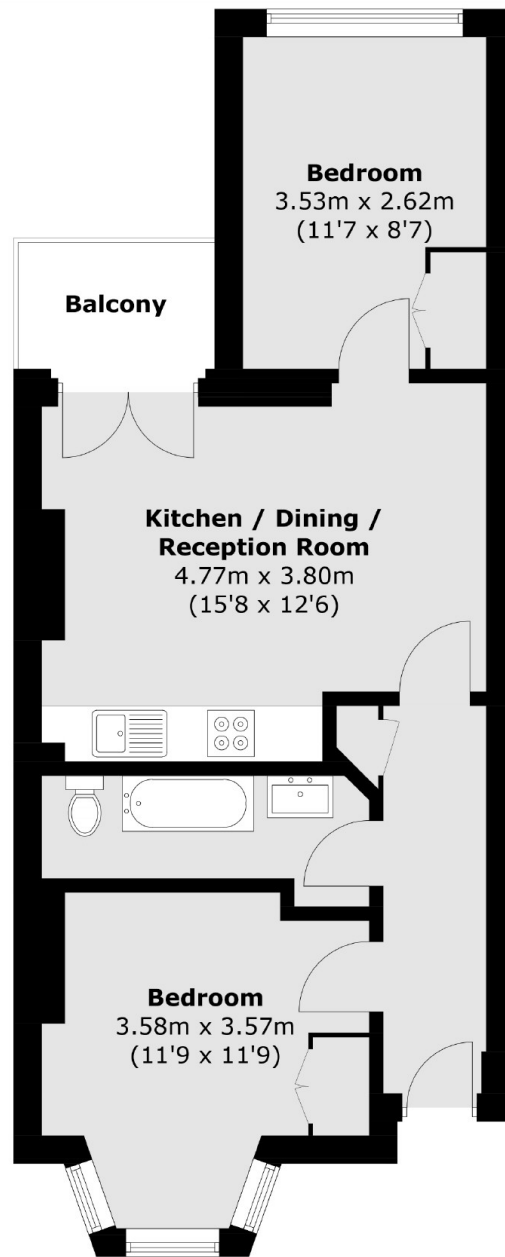 Bedroom
3.53m x 2.62m
(11'7 x 8'7)
Balcony
Kitchen / Dining /
Reception Room
4.77m x 3.80m
(15'8 x 12'6)
Bedroom
3.58m x 3.57m
(11'9 x 11'9)